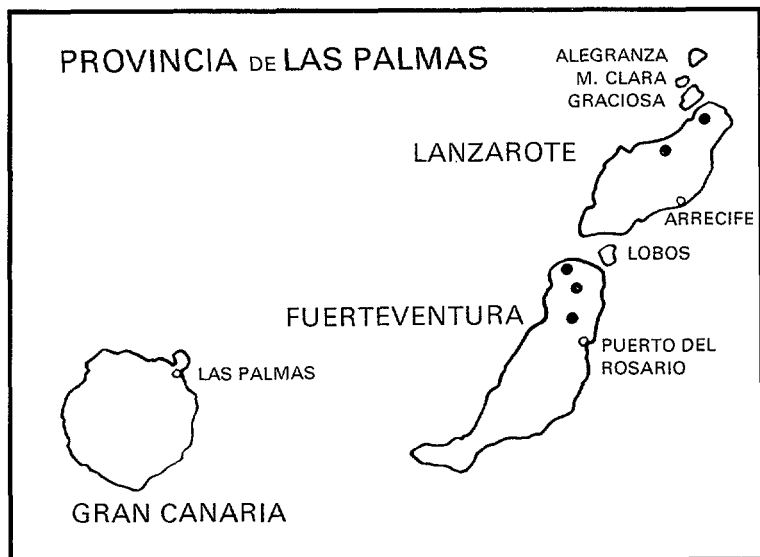 PROVINCIA DE LAS PALMAS
ALEGRANZA
M. CLARA
GRACIOSA
LANZAROTE
ARRECIFE
LOBOS
FUERTEVENTURA
PUERTO DEL
ROSARIO
LAS PALMAS
GRAN CANARIA